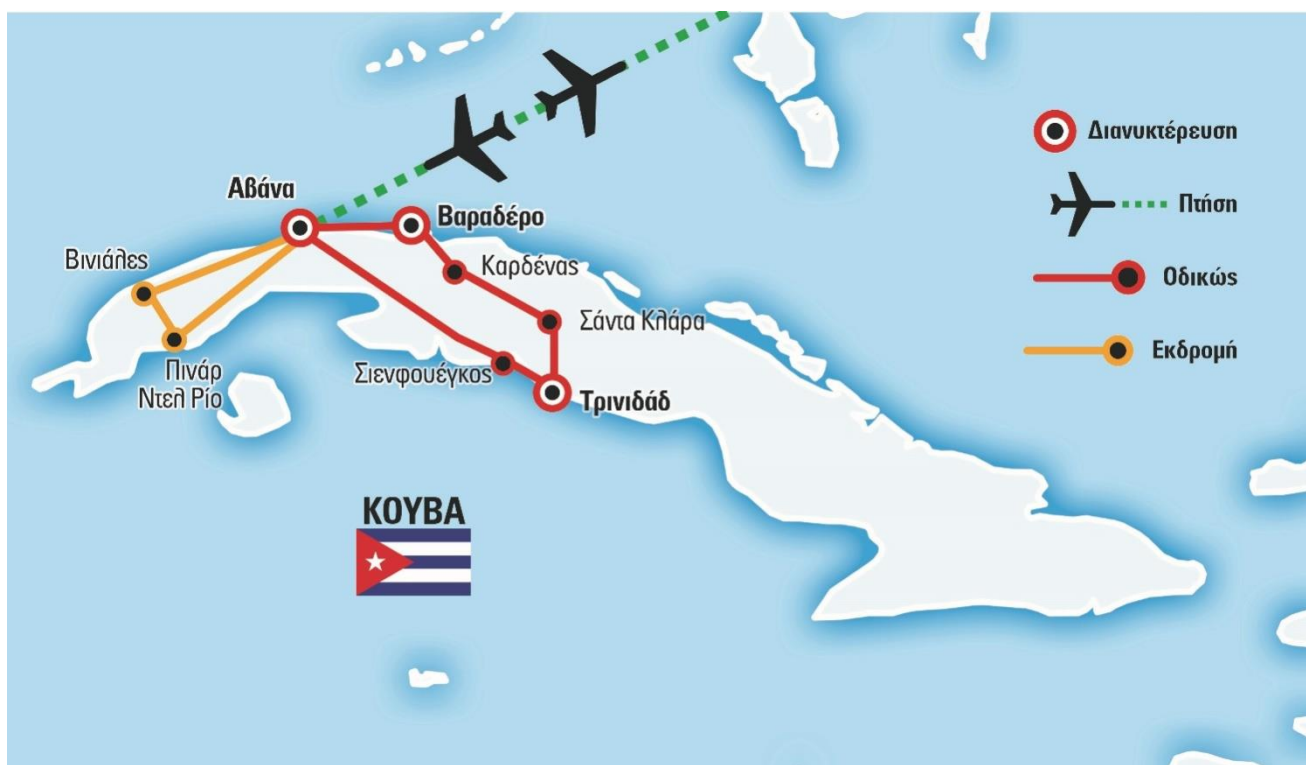 Αβάνα
Βαραδέρο
Βινιάλες
Καρδένας
Σάντα Κλάρα
Πινάρ
Ντελ Ρίο
Σιενφουέγκος
Τρινιδάδ
ΚΟΥΒΑ
Διανυκτέρευση
Πτήση
Οδικώς
Εκδρομή